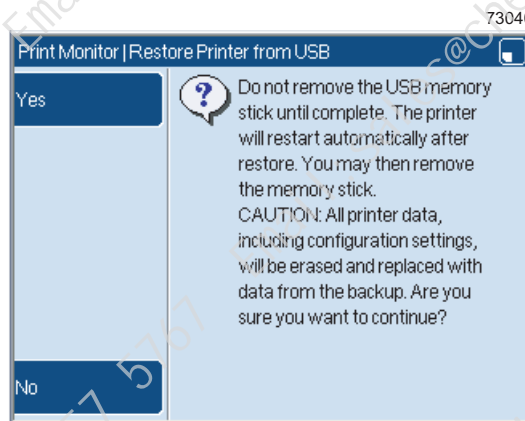 7304
Print Monitor | Restore Printer from USB
Yes
Do not remove the USB memory
stick until complete. The printer
will restart automatically after
restore. You may then remove
the memory stick.
CAUTION: All printer data,
including configuration settings,
will be erased and replaced with
data from the backup. Are you
sure you want to continue?
No
5767